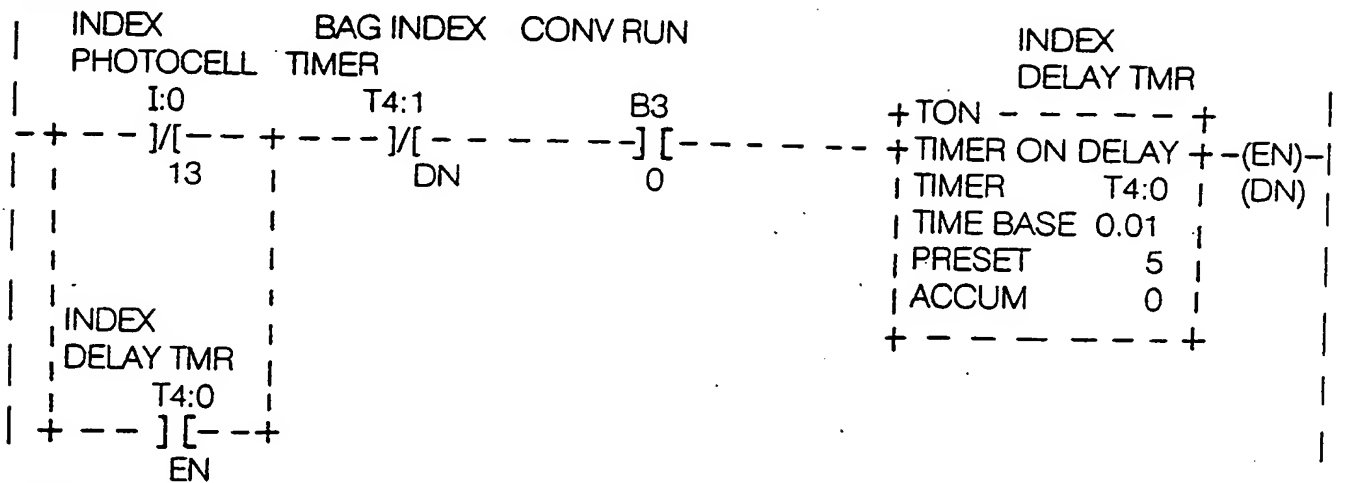 INDEX BAG INDEX CONV RUN INDEX
PHOTOCELL TIMER DELAY TMR
I:0 T4:1 B3 +TON - - - - - +
-+ - - - ]/[- - - + - - - - ]/[- - - - - - -] [- - - - - - - +TIMER ON DELAY +-(EN)-|
13 DN 0 | TIMER T4:0 | (DN)
| TIME BASE 0.01 |
| PRESET 5 |
INDEX | ACCUM 0 |
DELAY TMR + - - - - - - - +
T4:0
+ - - - ] [- - -+
EN